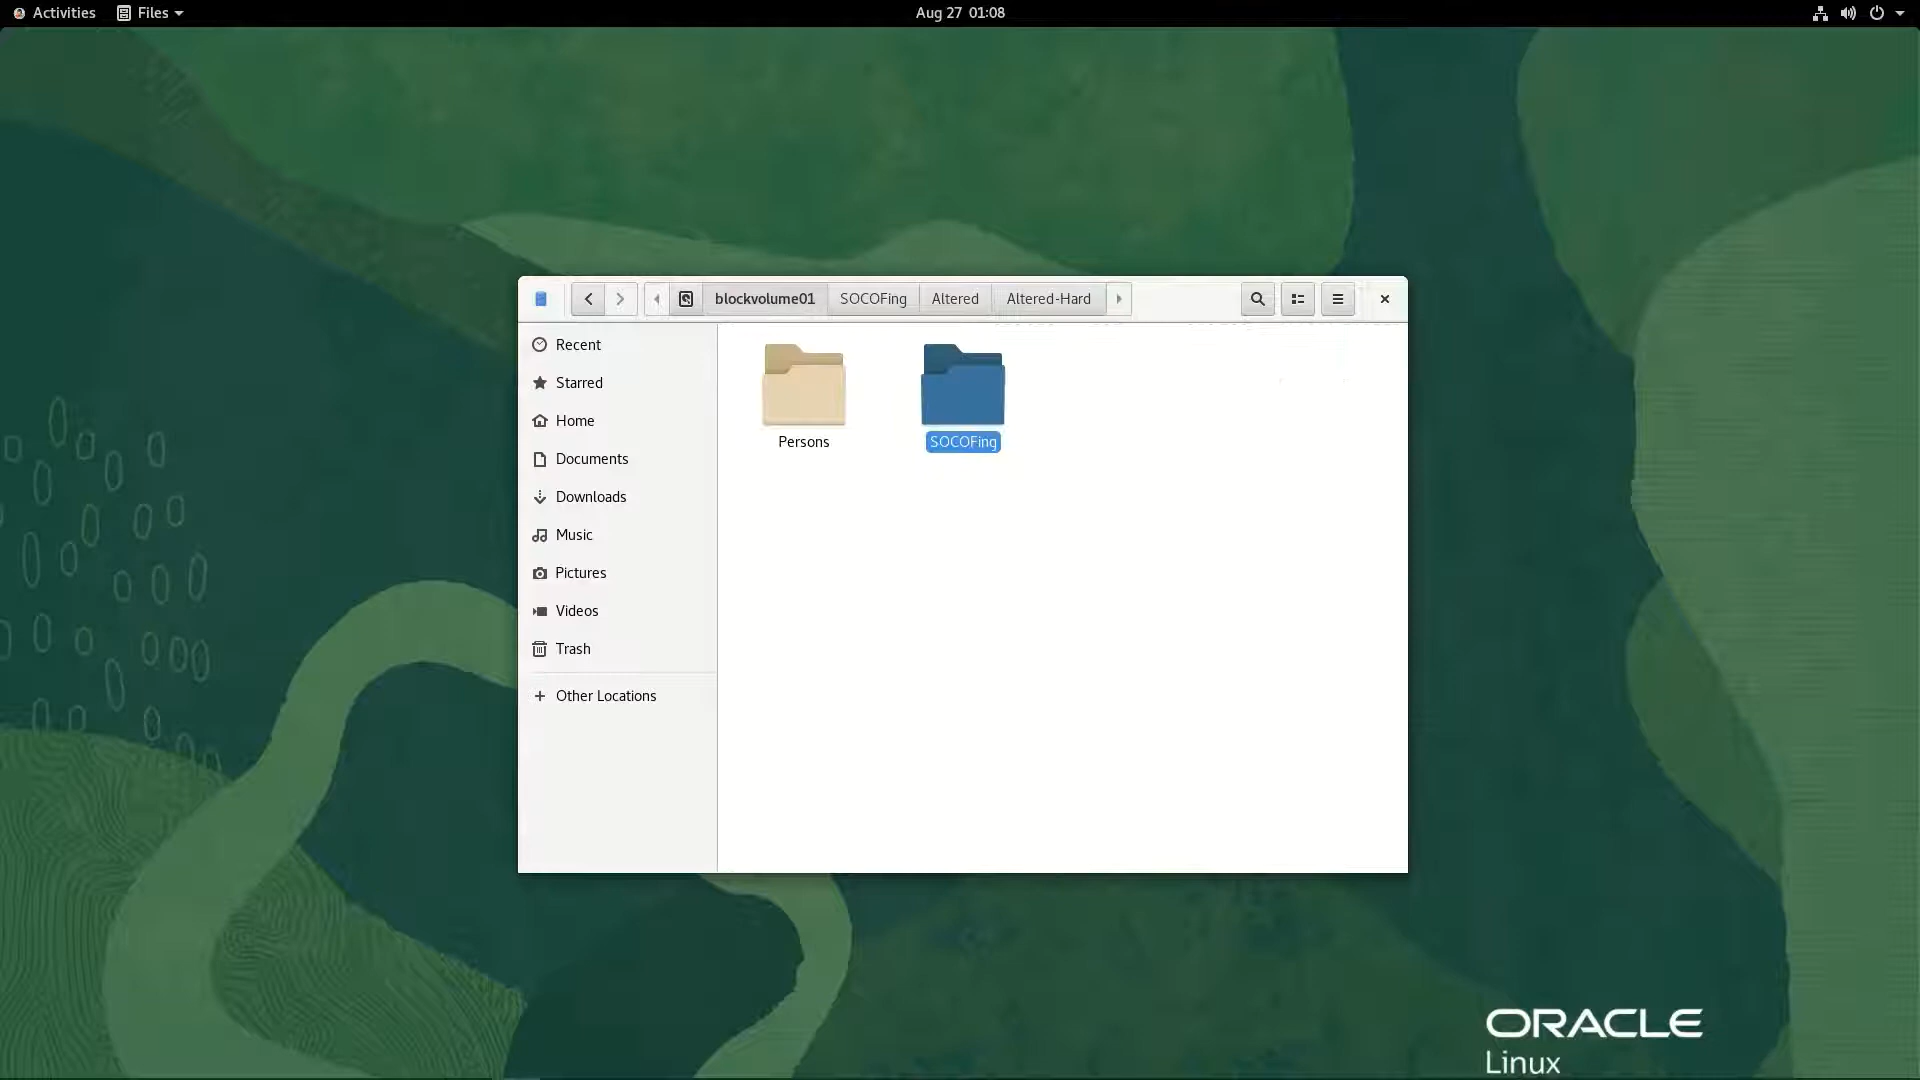 Activities Files Aug 27 01:08
blockvolume01 SOCOFing Altered Altered-Hard
Recent
Starred
Home
Documents
Downloads
Music
Pictures
Videos
Trash
Other Locations
Persons SOCOFing
ORACLE
Linux